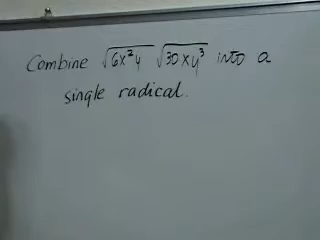 Combine √(6x²y) √(30xy³) into a
single radical.